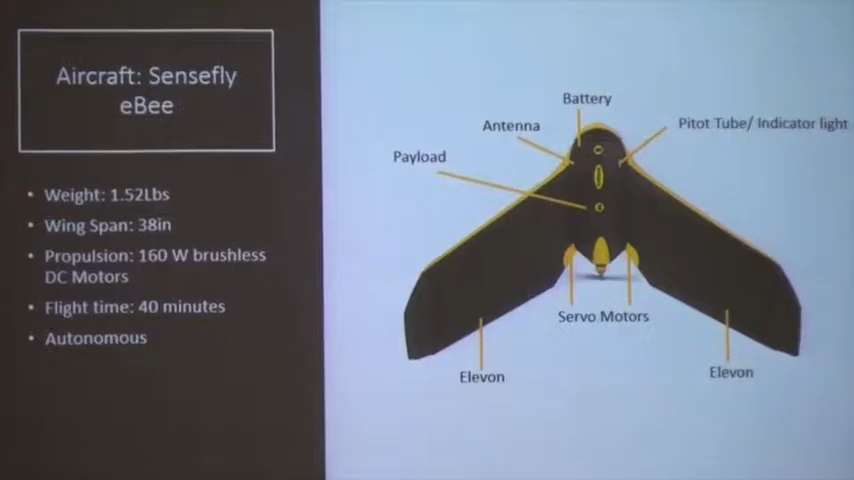 Aircraft: Sensefly
eBee
• Weight: 1.52Lbs
• Wing Span: 38in
• Propulsion: 160 W brushless
DC Motors
• Flight time: 40 minutes
• Autonomous
Battery
Antenna
Pitot Tube/ Indicator light
Payload
Servo Motors
Elevon
Elevon